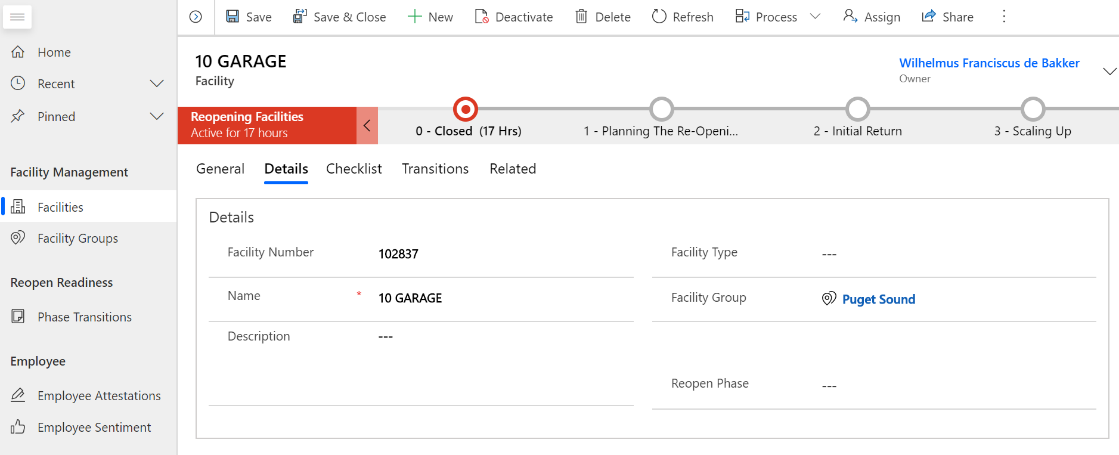 Save
Save & Close
New
Deactivate
Delete
Refresh
Process
Assign
Share
Home
Recent
Pinned
Facility Management
Facilities
Facility Groups
Reopen Readiness
Phase Transitions
Employee
Employee Attestations
Employee Sentiment
10 GARAGE
Facility
Wilhelmus Franciscus de Bakker
Owner
Reopening Facilities
Active for 17 hours
0 - Closed (17 Hrs)
1 - Planning The Re-Openi...
2 - Initial Return
3 - Scaling Up
General
Details
Checklist
Transitions
Related
Details
Facility Number
102837
Name *
10 GARAGE
Description
---
Facility Type
---
Facility Group
Puget Sound
Reopen Phase
---